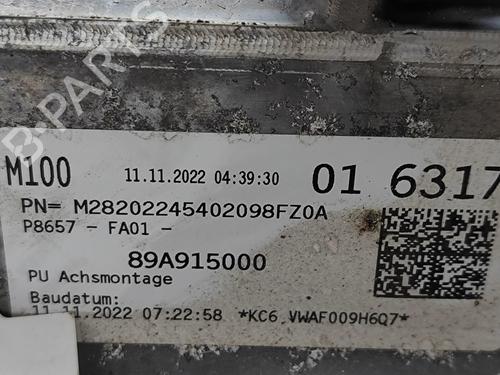 B-PARTS
M100 11.11.2022 04:39:30 01 6317
PN= M28202245402098FZ0A
P8657 - FA01 -
89A915000
PU Achsmontage
Baudatum:
11.11.2022 07:22:58 *KC6 VWAF009H6Q7*